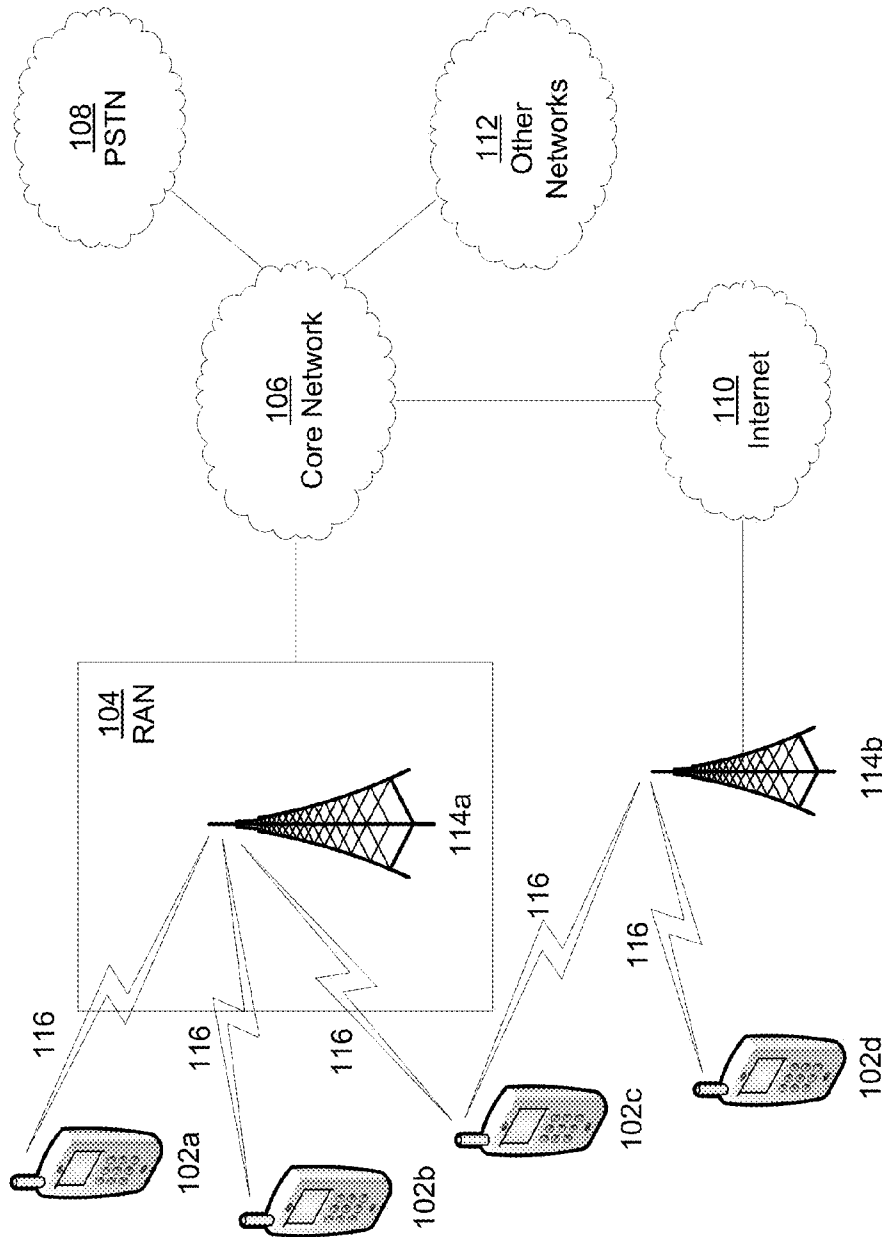 108
PSTN
106
Core Network
112
Other
Networks
104
RAN
110
Internet
114a
114b
116
116
116
116
116
102a
102b
102c
102d